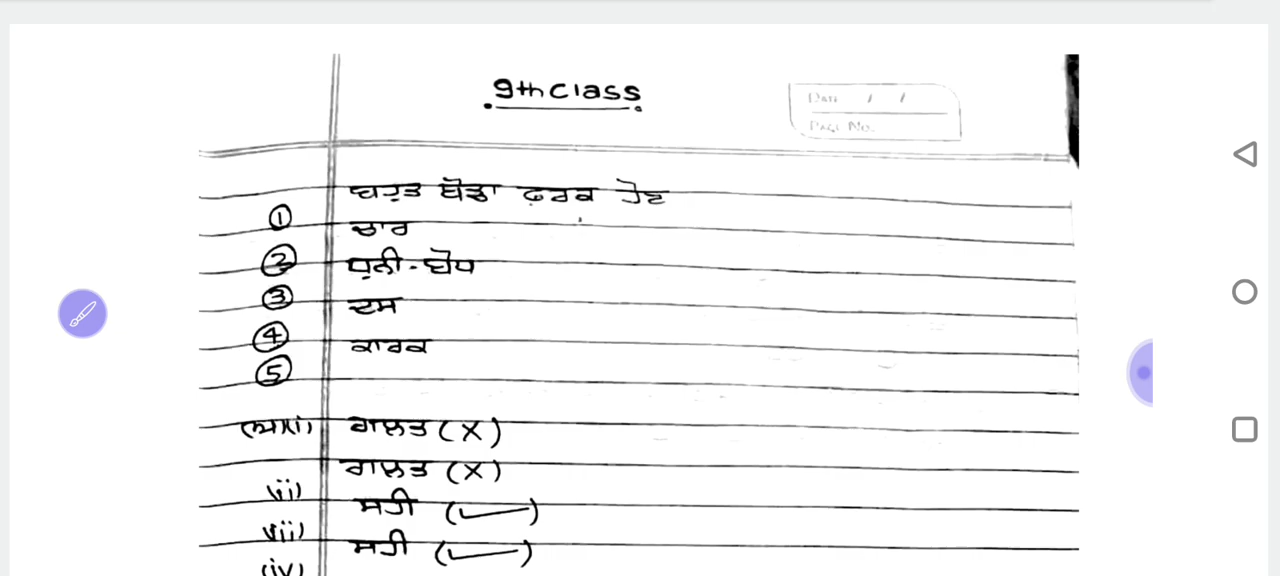 9th Class
Date / /
Page No.
ਬਹੁਤ ਥੋੜਾ ਫ਼ਰਕ ਹੋਣ
① ਚਾਰ
② ਧੁਨੀ-ਬੋਧ
③ ਦਸ
④ ਕਾਰਕ
⑤
ਗਲਤ (X)
(ii) ਗਲਤ (X)
(iii) ਸਹੀ (✓)
(iv) ਸਹੀ (✓)